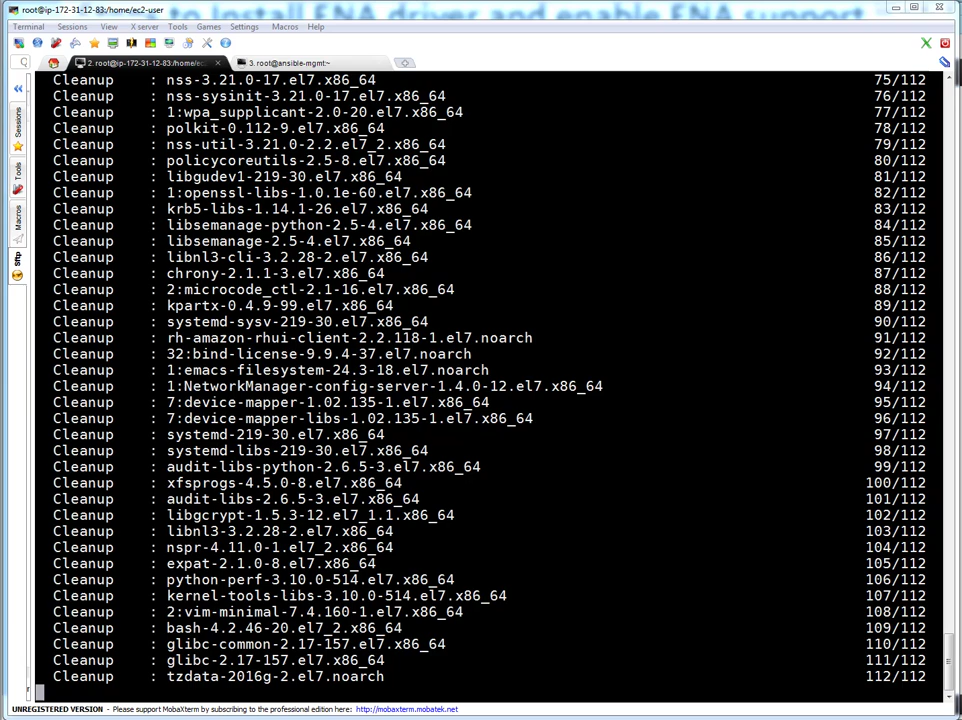 to Install ENA driver and enable ENA support
root@ip-172-31-12-83:/home/ec2-user
Terminal Sessions View X server Tools Games Settings Macros Help
2. root@ip-172-31-12-83:/home/ec
3. root@ansible-mgmt:~
Sessions
Tools
Macros
Sftp
Cleanup : nss-3.21.0-17.el7.x86_64 75/112
Cleanup : nss-sysinit-3.21.0-17.el7.x86_64 76/112
Cleanup : 1:wpa_supplicant-2.0-20.el7.x86_64 77/112
Cleanup : polkit-0.112-9.el7.x86_64 78/112
Cleanup : nss-util-3.21.0-2.2.el7_2.x86_64 79/112
Cleanup : policycoreutils-2.5-8.el7.x86_64 80/112
Cleanup : libgudev1-219-30.el7.x86_64 81/112
Cleanup : 1:openssl-libs-1.0.1e-60.el7.x86_64 82/112
Cleanup : krb5-libs-1.14.1-26.el7.x86_64 83/112
Cleanup : libsemanage-python-2.5-4.el7.x86_64 84/112
Cleanup : libsemanage-2.5-4.el7.x86_64 85/112
Cleanup : libnl3-cli-3.2.28-2.el7.x86_64 86/112
Cleanup : chrony-2.1.1-3.el7.x86_64 87/112
Cleanup : 2:microcode_ctl-2.1-16.el7.x86_64 88/112
Cleanup : kpartx-0.4.9-99.el7.x86_64 89/112
Cleanup : systemd-sysv-219-30.el7.x86_64 90/112
Cleanup : rh-amazon-rhui-client-2.2.118-1.el7.noarch 91/112
Cleanup : 32:bind-license-9.9.4-37.el7.noarch 92/112
Cleanup : 1:emacs-filesystem-24.3-18.el7.noarch 93/112
Cleanup : 1:NetworkManager-config-server-1.4.0-12.el7.x86_64 94/112
Cleanup : 7:device-mapper-1.02.135-1.el7.x86_64 95/112
Cleanup : 7:device-mapper-libs-1.02.135-1.el7.x86_64 96/112
Cleanup : systemd-219-30.el7.x86_64 97/112
Cleanup : systemd-libs-219-30.el7.x86_64 98/112
Cleanup : audit-libs-python-2.6.5-3.el7.x86_64 99/112
Cleanup : xfsprogs-4.5.0-8.el7.x86_64 100/112
Cleanup : audit-libs-2.6.5-3.el7.x86_64 101/112
Cleanup : libgcrypt-1.5.3-12.el7_1.1.x86_64 102/112
Cleanup : libnl3-3.2.28-2.el7.x86_64 103/112
Cleanup : nspr-4.11.0-1.el7_2.x86_64 104/112
Cleanup : expat-2.1.0-8.el7.x86_64 105/112
Cleanup : python-perf-3.10.0-514.el7.x86_64 106/112
Cleanup : kernel-tools-libs-3.10.0-514.el7.x86_64 107/112
Cleanup : 2:vim-minimal-7.4.160-1.el7.x86_64 108/112
Cleanup : bash-4.2.46-20.el7_2.x86_64 109/112
Cleanup : glibc-common-2.17-157.el7.x86_64 110/112
Cleanup : glibc-2.17-157.el7.x86_64 111/112
Cleanup : tzdata-2016g-2.el7.noarch 112/112
UNREGISTERED VERSION - Please support MobaXterm by subscribing to the professional edition here: http://mobaxterm.mobatek.net